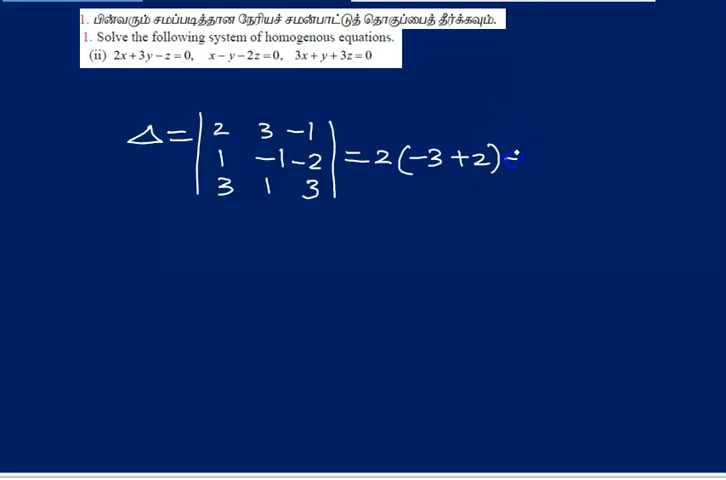 1. பின்வரும் சமப்படித்தான நேரியச் சமன்பாட்டுத் தொகுப்பைத் தீர்க்கவும்.
1. Solve the following system of homogenous equations.
(ii) 2x+3y−z=0, x−y−2z=0, 3x+y+3z=0
2 3 −1
Δ = | 1 −1 −2 | = 2(−3+2) −
3 1 3